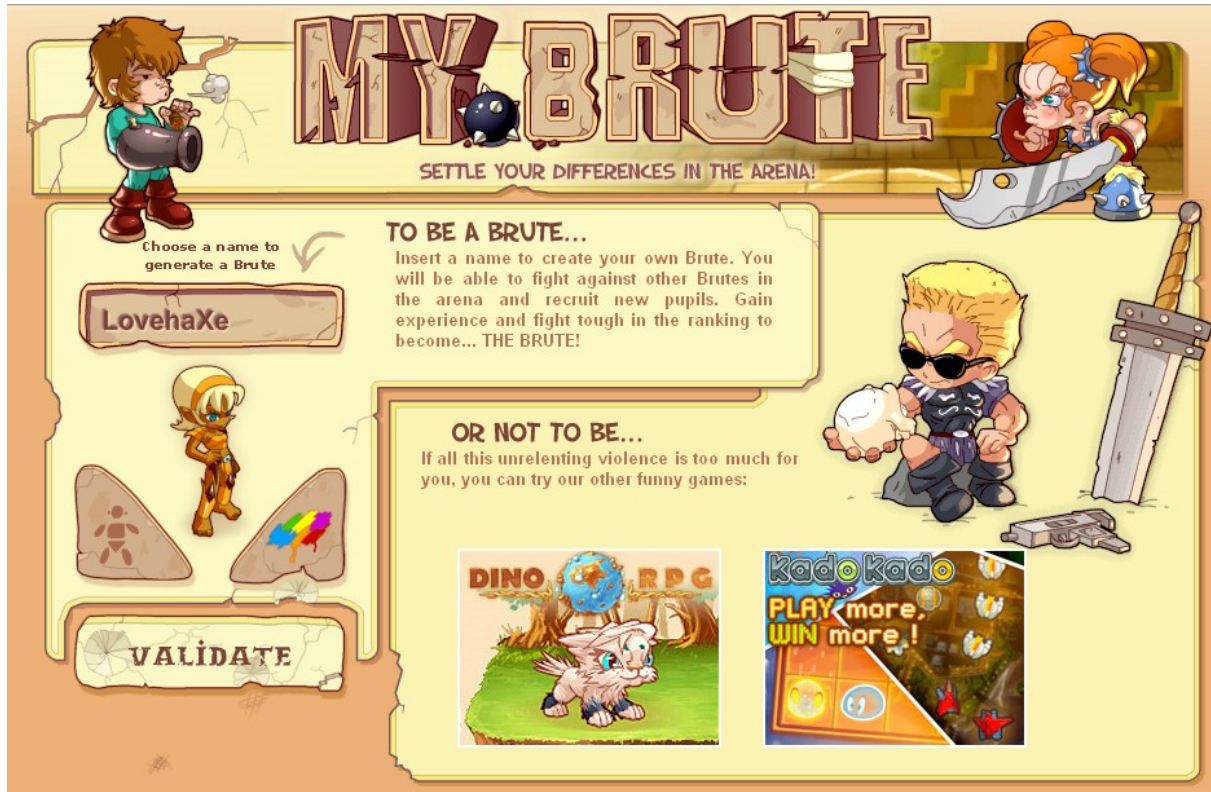 MY BRUTE
SETTLE YOUR DIFFERENCES IN THE ARENA!
Choose a name to
generate a Brute
LovehaXe
VALİDATE
TO BE A BRUTE...
Insert a name to create your own Brute. You
will be able to fight against other Brutes in
the arena and recruit new pupils. Gain
experience and fight tough in the ranking to
become... THE BRUTE!
OR NOT TO BE...
If all this unrelenting violence is too much for
you, you can try our other funny games:
DINO RPG
kado kado
PLAY more,
WIN more !